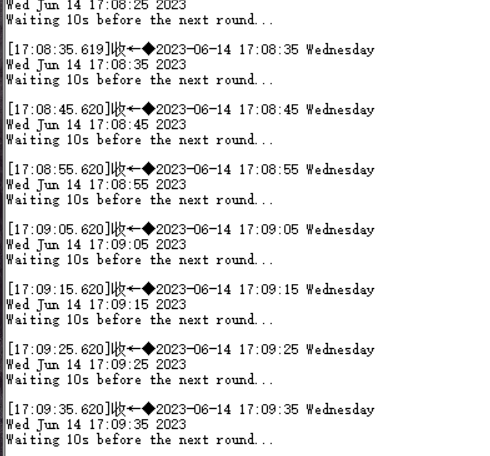 Wed Jun 14 17:08:25 2023
Waiting 10s before the next round...
[17:08:35.619]收←◆2023-06-14 17:08:35 Wednesday
Wed Jun 14 17:08:35 2023
Waiting 10s before the next round...
[17:08:45.620]收←◆2023-06-14 17:08:45 Wednesday
Wed Jun 14 17:08:45 2023
Waiting 10s before the next round...
[17:08:55.620]收←◆2023-06-14 17:08:55 Wednesday
Wed Jun 14 17:08:55 2023
Waiting 10s before the next round...
[17:09:05.620]收←◆2023-06-14 17:09:05 Wednesday
Wed Jun 14 17:09:05 2023
Waiting 10s before the next round...
[17:09:15.620]收←◆2023-06-14 17:09:15 Wednesday
Wed Jun 14 17:09:15 2023
Waiting 10s before the next round...
[17:09:25.620]收←◆2023-06-14 17:09:25 Wednesday
Wed Jun 14 17:09:25 2023
Waiting 10s before the next round...
[17:09:35.620]收←◆2023-06-14 17:09:35 Wednesday
Wed Jun 14 17:09:35 2023
Waiting 10s before the next round...